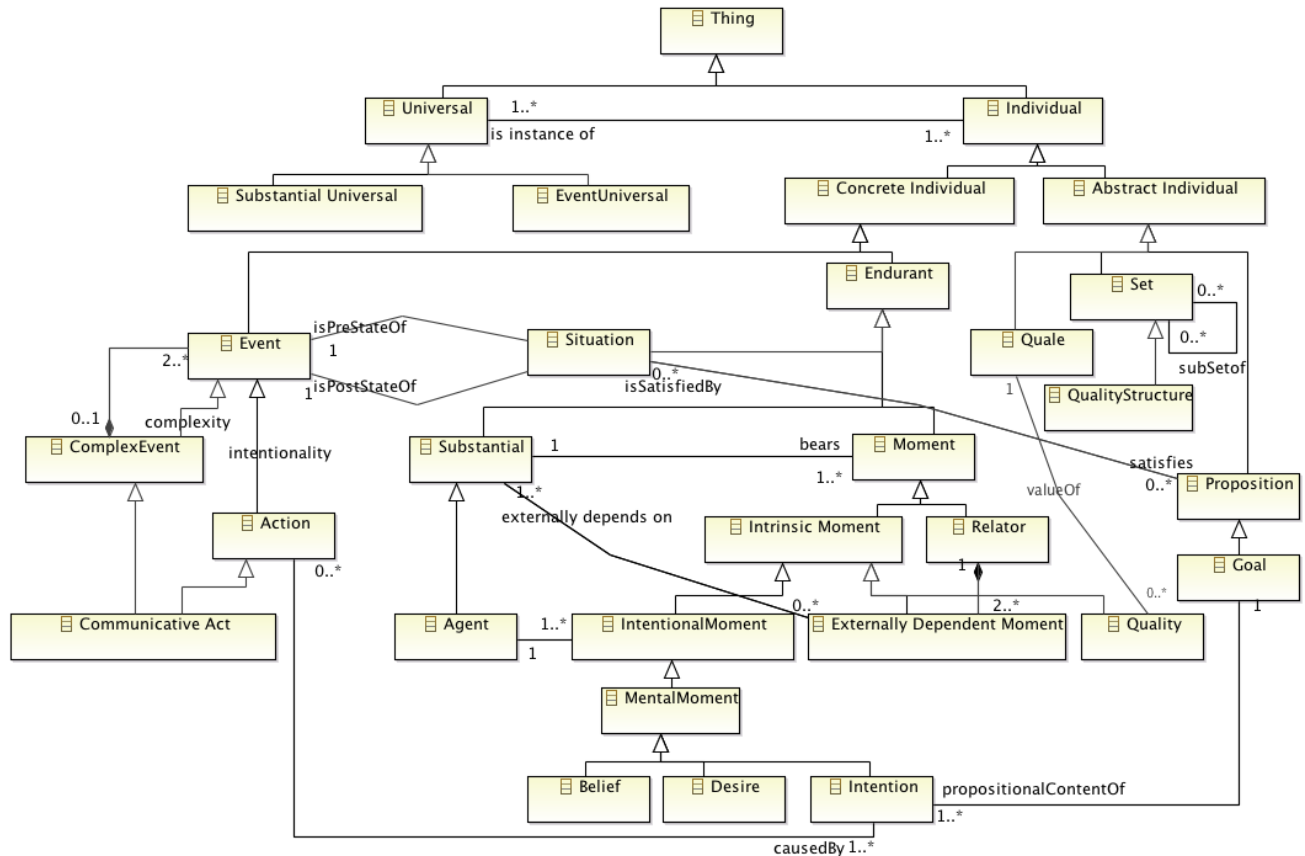 Thing
Universal
1..*
Individual
is instance of
1..*
Substantial Universal
EventUniversal
Concrete Individual
Abstract Individual
Endurant
Set
0..*
isPreStateOf
Event
1
Situation
Quale
0..*
2..*
isPostStateOf
1
0..*
isSatisfiedBy
1
subSetof
QualityStructure
0..1
complexity
ComplexEvent
intentionality
Substantial
1
bears
Moment
1..*
satisfies
1..*
0..*
Proposition
valueOf
externally depends on
Action
Intrinsic Moment
Relator
0..*
1
Goal
1
0..*
2..*
0..*
Communicative Act
Agent
1..*
1
IntentionalMoment
Externally Dependent Moment
Quality
MentalMoment
Belief
Desire
Intention
propositionalContentOf
1..*
causedBy
1..*